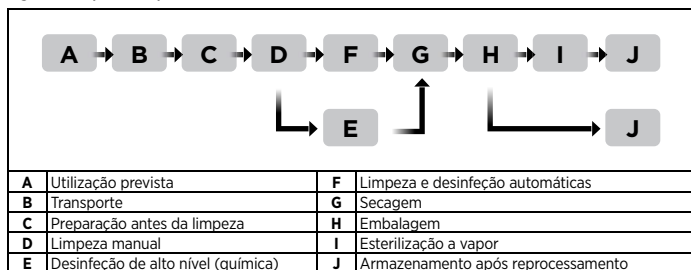 A B C D F G H I J
E J
A Utilização prevista F Limpeza e desinfeção automáticas
B Transporte G Secagem
C Preparação antes da limpeza H Embalagem
D Limpeza manual I Esterilização a vapor
E Desinfeção de alto nível (química) J Armazenamento após reprocessamento